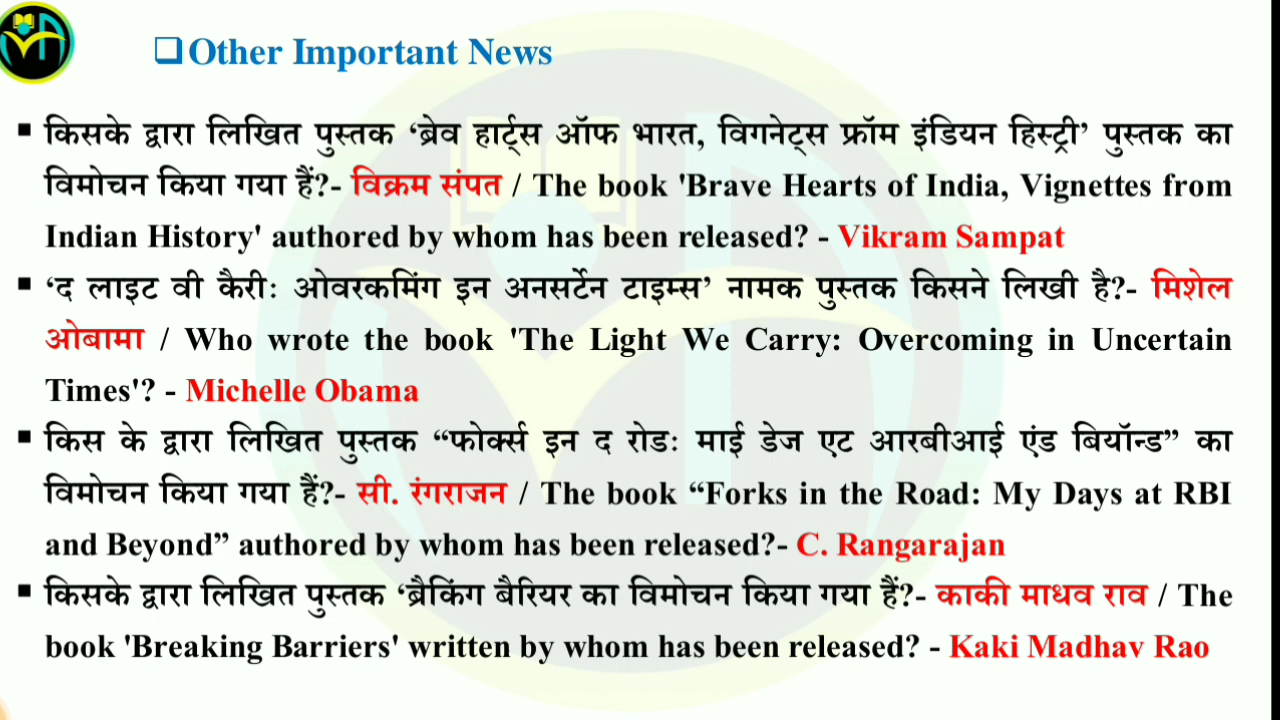 ❑Other Important News
▪ किसके द्वारा लिखित पुस्तक ‘ब्रेव हार्ट्स ऑफ भारत, विगनेट्स फ्रॉम इंडियन हिस्ट्री’ पुस्तक का
विमोचन किया गया हैं?- विक्रम संपत / The book 'Brave Hearts of India, Vignettes from
Indian History' authored by whom has been released? - Vikram Sampat
▪ ‘द लाइट वी कैरी: ओवरकमिंग इन अनसर्टेन टाइम्स’ नामक पुस्तक किसने लिखी है?- मिशेल
ओबामा / Who wrote the book 'The Light We Carry: Overcoming in Uncertain
Times'? - Michelle Obama
▪ किस के द्वारा लिखित पुस्तक “फोर्क्स इन द रोड: माई डेज एट आरबीआई एंड बियॉन्ड” का
विमोचन किया गया हैं?- सी. रंगराजन / The book “Forks in the Road: My Days at RBI
and Beyond” authored by whom has been released?- C. Rangarajan
▪ किसके द्वारा लिखित पुस्तक ‘ब्रैकिंग बैरियर का विमोचन किया गया हैं?- काकी माधव राव / The
book 'Breaking Barriers' written by whom has been released? - Kaki Madhav Rao